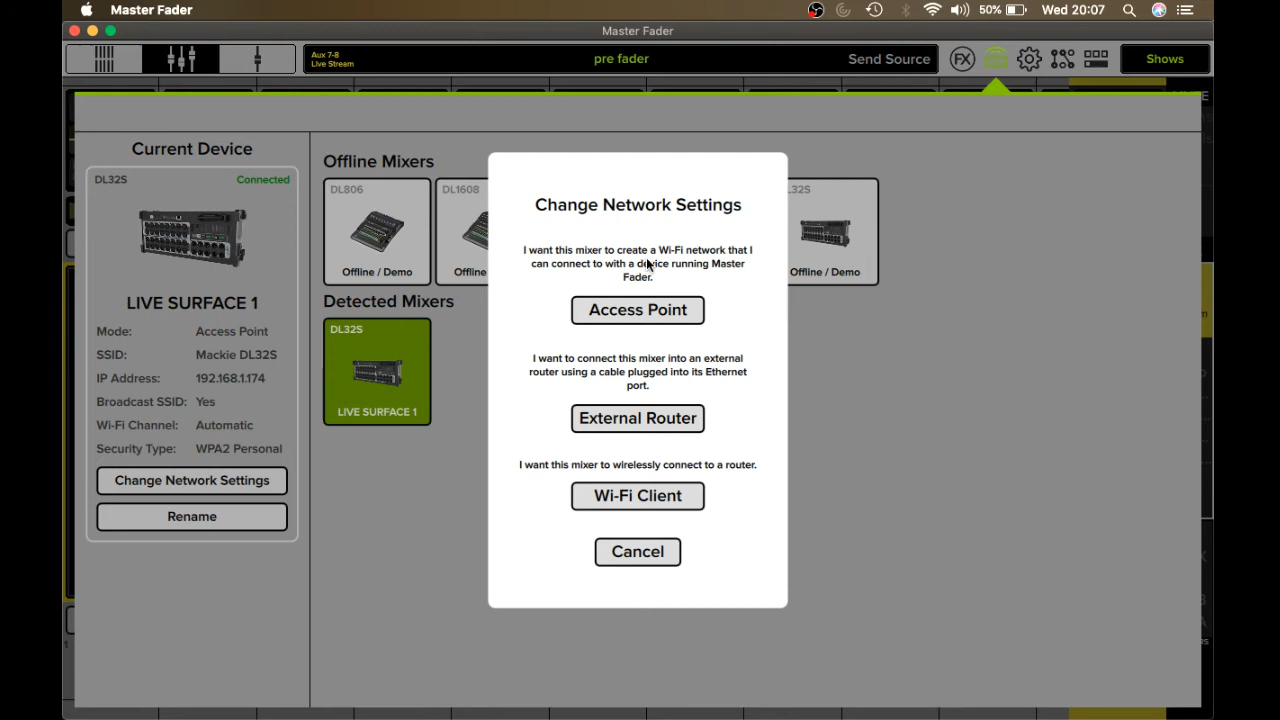 Master Fader
50%
Wed 20:07
Master Fader
Aux 7-8
Live Stream
pre fader
Send Source
FX
Shows
Current Device
DL32S
Connected
LIVE SURFACE 1
Mode: Access Point
SSID: Mackie DL32S
IP Address: 192.168.1.174
Broadcast SSID: Yes
Wi-Fi Channel: Automatic
Security Type: WPA2 Personal
Change Network Settings
Rename
Offline Mixers
DL806
Offline / Demo
DL1608
Offline
L32S
Offline / Demo
Detected Mixers
DL32S
LIVE SURFACE 1
Change Network Settings
I want this mixer to create a Wi-Fi network that I
can connect to with a device running Master
Fader.
Access Point
I want to connect this mixer into an external
router using a cable plugged into its Ethernet
port.
External Router
I want this mixer to wirelessly connect to a router.
Wi-Fi Client
Cancel